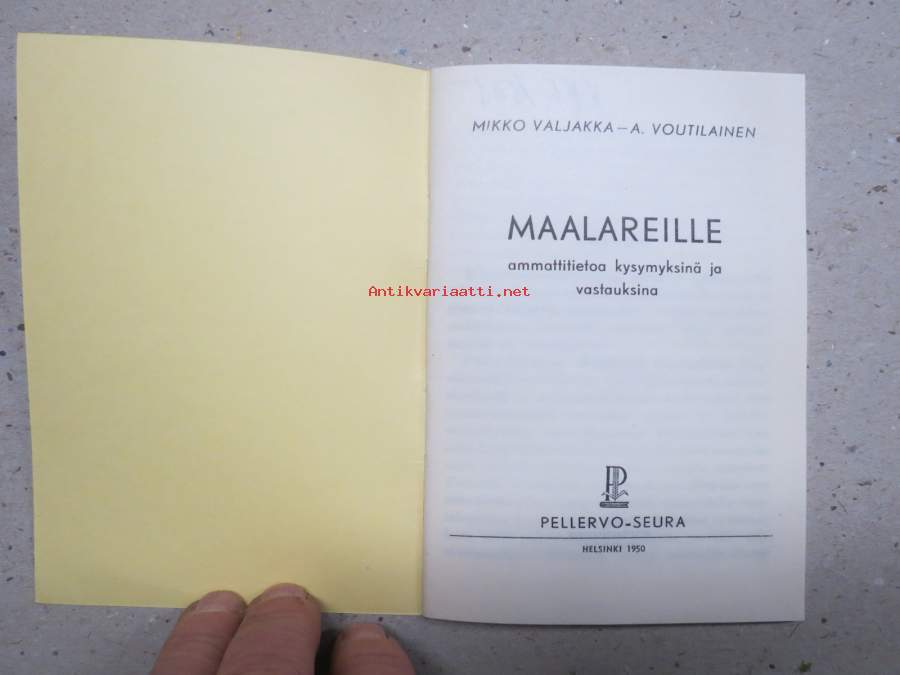 MIKKO VALJAKKA – A. VOUTILAINEN
MAALAREILLE
ammattitietoa kysymyksinä ja
vastauksina
Antikvariaatti.net
PELLERVO-SEURA
HELSINKI 1950